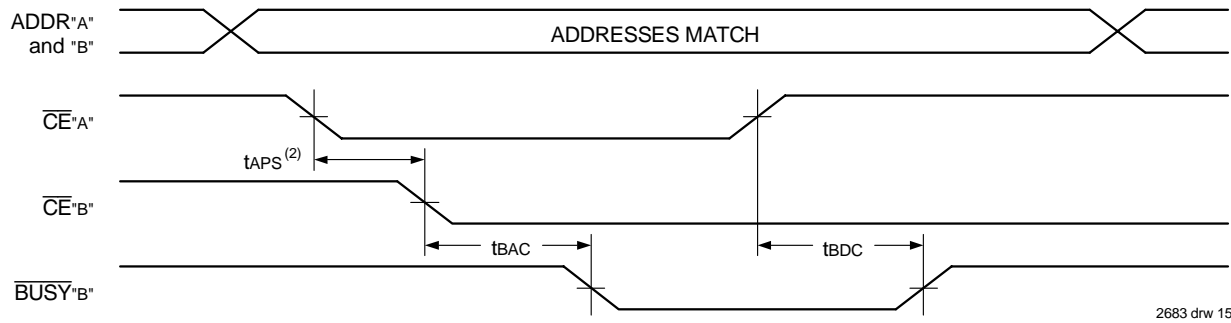 ADDR"A"
and "B"
ADDRESSES MATCH
CE"A"
tAPS(2)
CE"B"
tBAC
tBDC
BUSY"B"
2683 drw 15